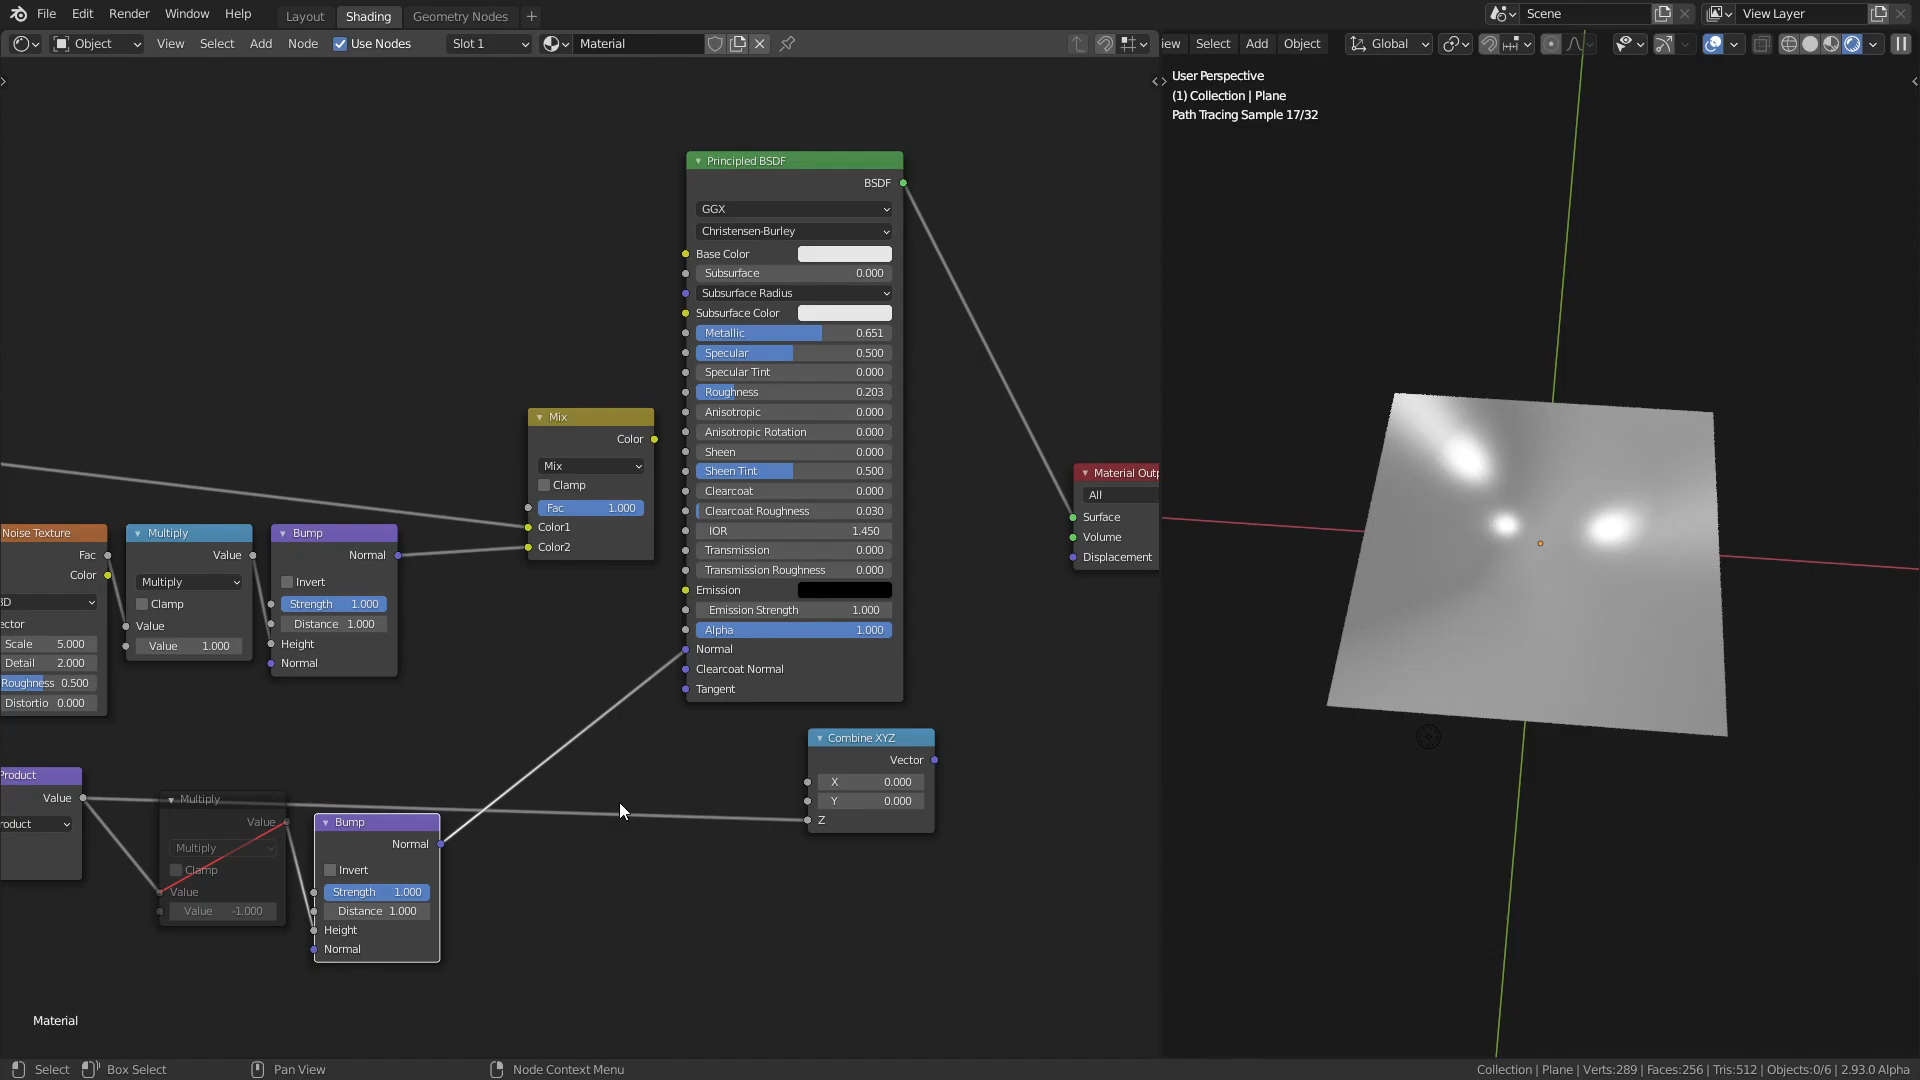 File Edit Render Window Help Layout Shading Geometry Nodes + Scene View Layer
Object View Select Add Node Use Nodes Slot 1 Material iew Select Add Object Global
User Perspective
(1) Collection | Plane
Path Tracing Sample 17/32
Principled BSDF
BSDF
GGX
Christensen-Burley
Base Color
Subsurface 0.000
Subsurface Radius
Subsurface Color
Metallic 0.651
Specular 0.500
Specular Tint 0.000
Roughness 0.203
Anisotropic 0.000
Anisotropic Rotation 0.000
Sheen 0.000
Sheen Tint 0.500
Clearcoat 0.000
Clearcoat Roughness 0.030
IOR 1.450
Transmission 0.000
Transmission Roughness 0.000
Emission
Emission Strength 1.000
Alpha 1.000
Normal
Clearcoat Normal
Tangent
Mix
Color
Mix
Clamp
Fac 1.000
Color1
Color2
Material Outp
All
Surface
Volume
Displacement
Noise Texture
Fac
Color
3D
ector
Scale 5.000
Detail 2.000
Roughness 0.500
Distortio 0.000
Multiply
Value
Multiply
Clamp
Value
Value 1.000
Bump
Normal
Invert
Strength 1.000
Distance 1.000
Height
Normal
Combine XYZ
Vector
X 0.000
Y 0.000
Z
Product
Value
roduct
Multiply
Value
Multiply
Clamp
Value
Value -1.000
Bump
Normal
Invert
Strength 1.000
Distance 1.000
Height
Normal
Material
Select Box Select Pan View Node Context Menu Collection | Plane | Verts:289 | Faces:256 | Tris:512 | Objects:0/6 | 2.93.0 Alpha